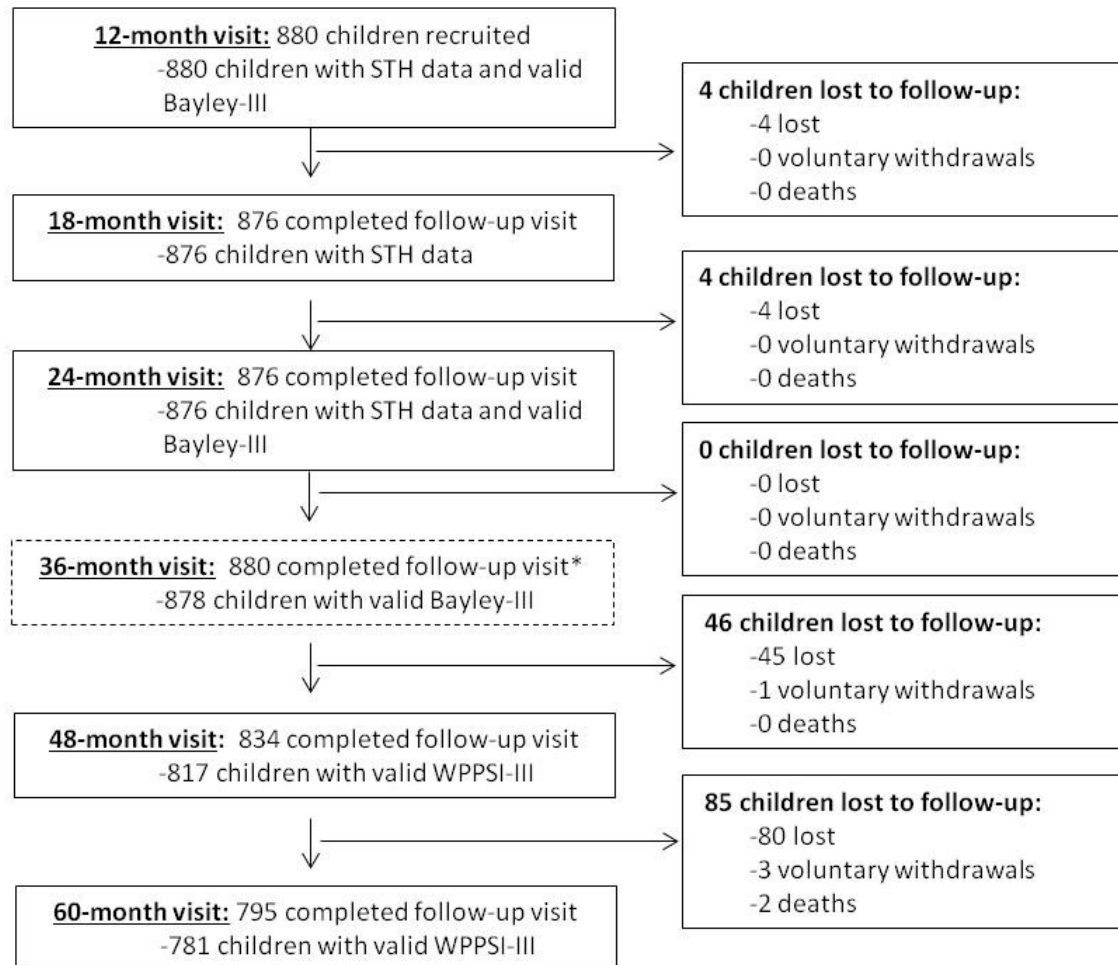 12-month visit: 880 children recruited
-880 children with STH data and valid
Bayley-III
4 children lost to follow-up:
-4 lost
-0 voluntary withdrawals
-0 deaths
18-month visit: 876 completed follow-up visit
-876 children with STH data
4 children lost to follow-up:
-4 lost
-0 voluntary withdrawals
-0 deaths
24-month visit: 876 completed follow-up visit
-876 children with STH data and valid
Bayley-III
0 children lost to follow-up:
-0 lost
-0 voluntary withdrawals
-0 deaths
36-month visit: 880 completed follow-up visit*
-878 children with valid Bayley-III
46 children lost to follow-up:
-45 lost
-1 voluntary withdrawals
-0 deaths
48-month visit: 834 completed follow-up visit
-817 children with valid WPPSI-III
85 children lost to follow-up:
-80 lost
-3 voluntary withdrawals
-2 deaths
60-month visit: 795 completed follow-up visit
-781 children with valid WPPSI-III